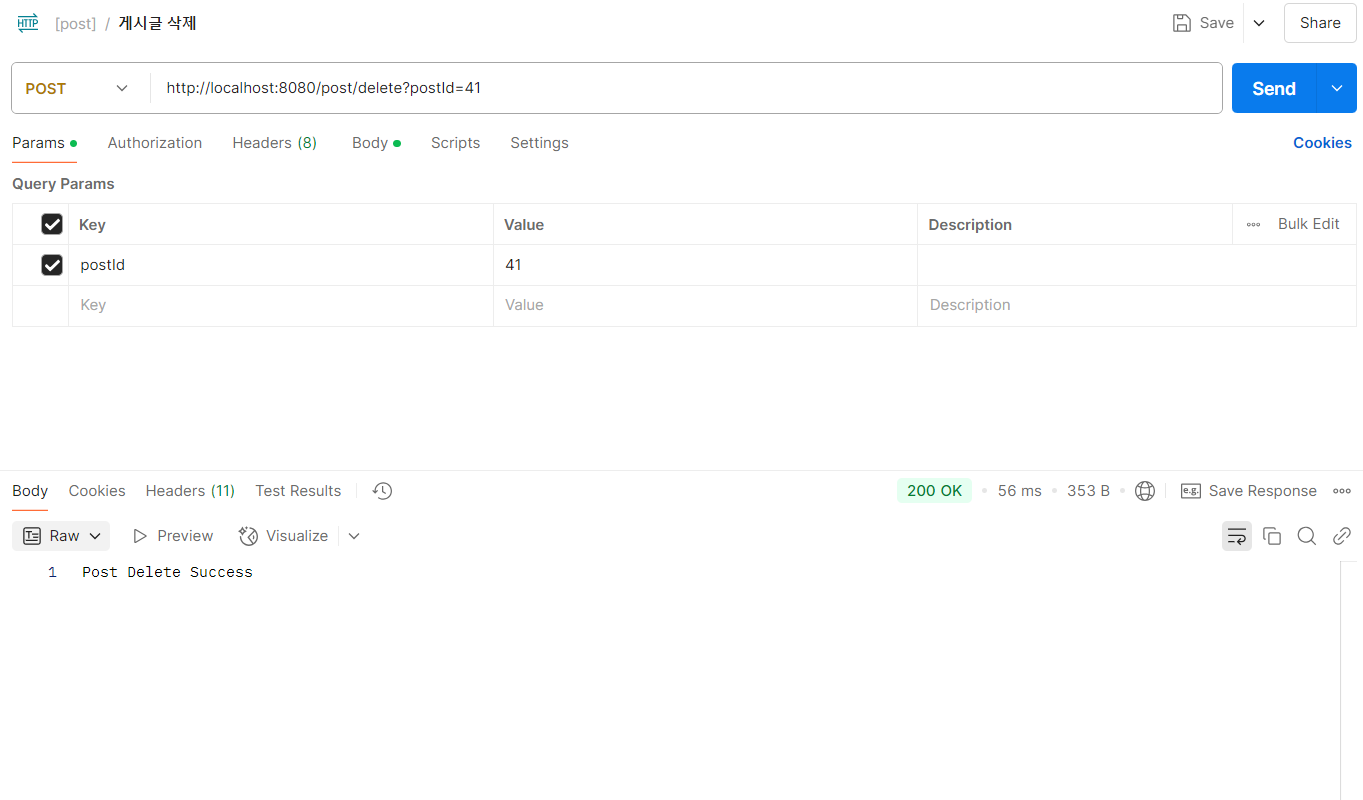 HTTP [post] / 게시글 삭제 Save Share
POST http://localhost:8080/post/delete?postId=41 Send
Params Authorization Headers (8) Body Scripts Settings Cookies
Query Params
Key Value Description Bulk Edit
postId 41
Key Value Description
Body Cookies Headers (11) Test Results 200 OK 56 ms 353 B e.g. Save Response
Raw Preview Visualize
1 Post Delete Success